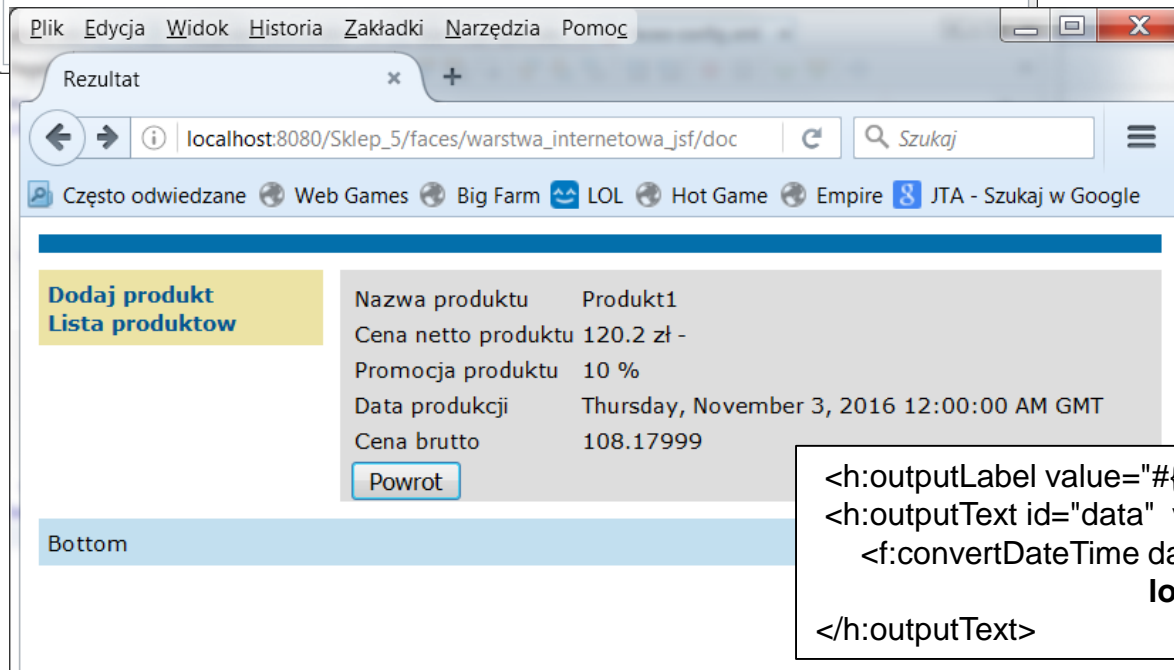 Plik Edycja Widok Historia Zakładki Narzędzia Pomoc
Rezultat
localhost:8080/Sklep_5/faces/warstwa_internetowa_jsf/doc
Szukaj
Często odwiedzane Web Games Big Farm LOL Hot Game Empire JTA - Szukaj w Google
Dodaj produkt
Lista produktow
Nazwa produktu Produkt1
Cena netto produktu 120.2 zł -
Promocja produktu 10 %
Data produkcji Thursday, November 3, 2016 12:00:00 AM GMT
Cena brutto 108.17999
Powrot
Bottom
<h:outputLabel value="#{
<h:outputText id="data"
<f:convertDateTime da
lo
</h:outputText>